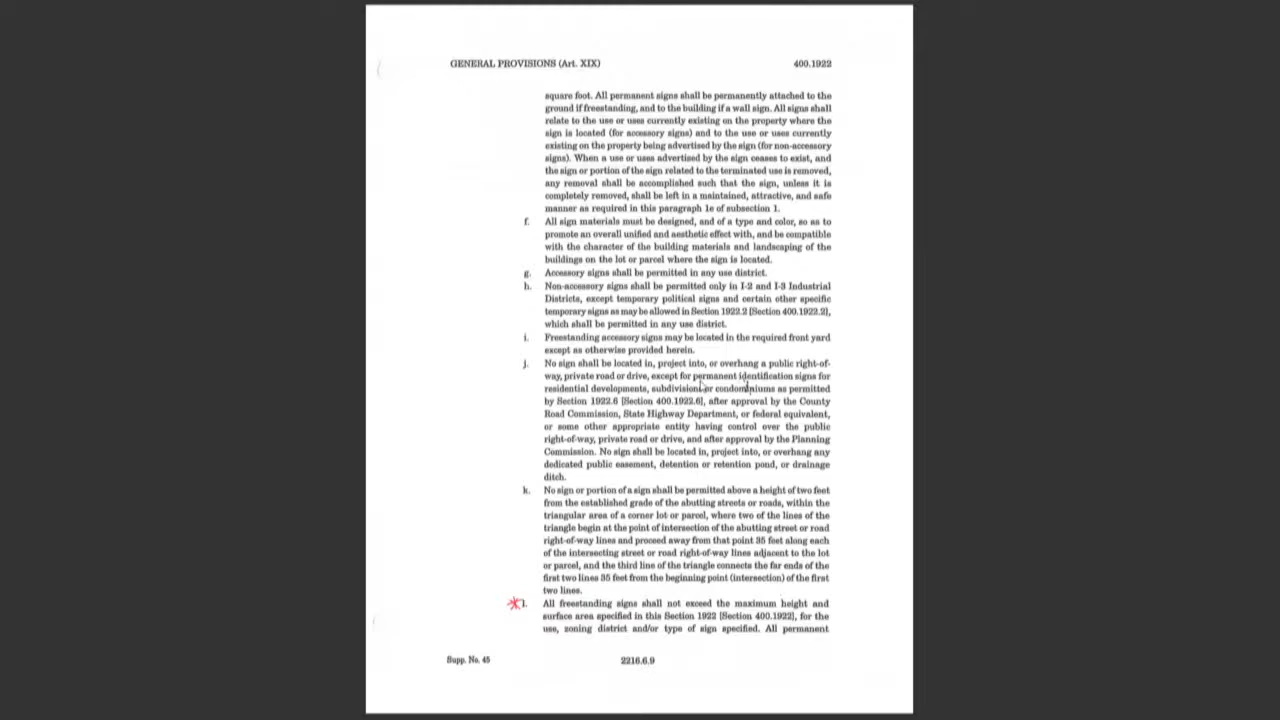 GENERAL PROVISIONS (Art. XIX) 400.1922
square foot. All permanent signs shall be permanently attached to the
ground if freestanding, and to the building if a wall sign. All signs shall
relate to the use or uses currently existing on the property where the
sign is located (for accessory signs) and to the use or uses currently
existing on the property being advertised by the sign (for non-accessory
signs). When a use or uses advertised by the sign ceases to exist, and
the sign or portion of the sign related to the terminated use is removed,
any removal shall be accomplished such that the sign, unless it is
completely removed, shall be left in a maintained, attractive, and safe
manner as required in this paragraph 1e of subsection 1.
f. All sign materials must be designed, and of a type and color, so as to
promote an overall unified and aesthetic effect with, and be compatible
with the character of the building materials and landscaping of the
buildings on the lot or parcel where the sign is located.
g. Accessory signs shall be permitted in any use district.
h. Non-accessory signs shall be permitted only in I-2 and I-3 Industrial
Districts, except temporary political signs and certain other specific
temporary signs as may be allowed in Section 1922.2 [Section 400.1922.2],
which shall be permitted in any use district.
i. Freestanding accessory signs may be located in the required front yard
except as otherwise provided herein.
j. No sign shall be located in, project into, or overhang a public right-of-
way, private road or drive, except for permanent identification signs for
residential developments, subdivision or condominiums as permitted
by Section 1922.6 [Section 400.1922.6], after approval by the County
Road Commission, State Highway Department, or federal equivalent,
or some other appropriate entity having control over the public
right-of-way, private road or drive, and after approval by the Planning
Commission. No sign shall be located in, project into, or overhang any
dedicated public easement, detention or retention pond, or drainage
ditch.
k. No sign or portion of a sign shall be permitted above a height of two feet
from the established grade of the abutting streets or roads, within the
triangular area of a corner lot or parcel, where two of the lines of the
triangle begin at the point of intersection of the abutting street or road
right-of-way lines and proceed away from that point 35 feet along each
of the intersecting street or road right-of-way lines adjacent to the lot
or parcel, and the third line of the triangle connects the far ends of the
first two lines 35 feet from the beginning point (intersection) of the first
two lines.
l. All freestanding signs shall not exceed the maximum height and
surface area specified in this Section 1922 [Section 400.1922], for the
use, zoning district and/or type of sign specified. All permanent
Supp. No. 45 2216.6.9